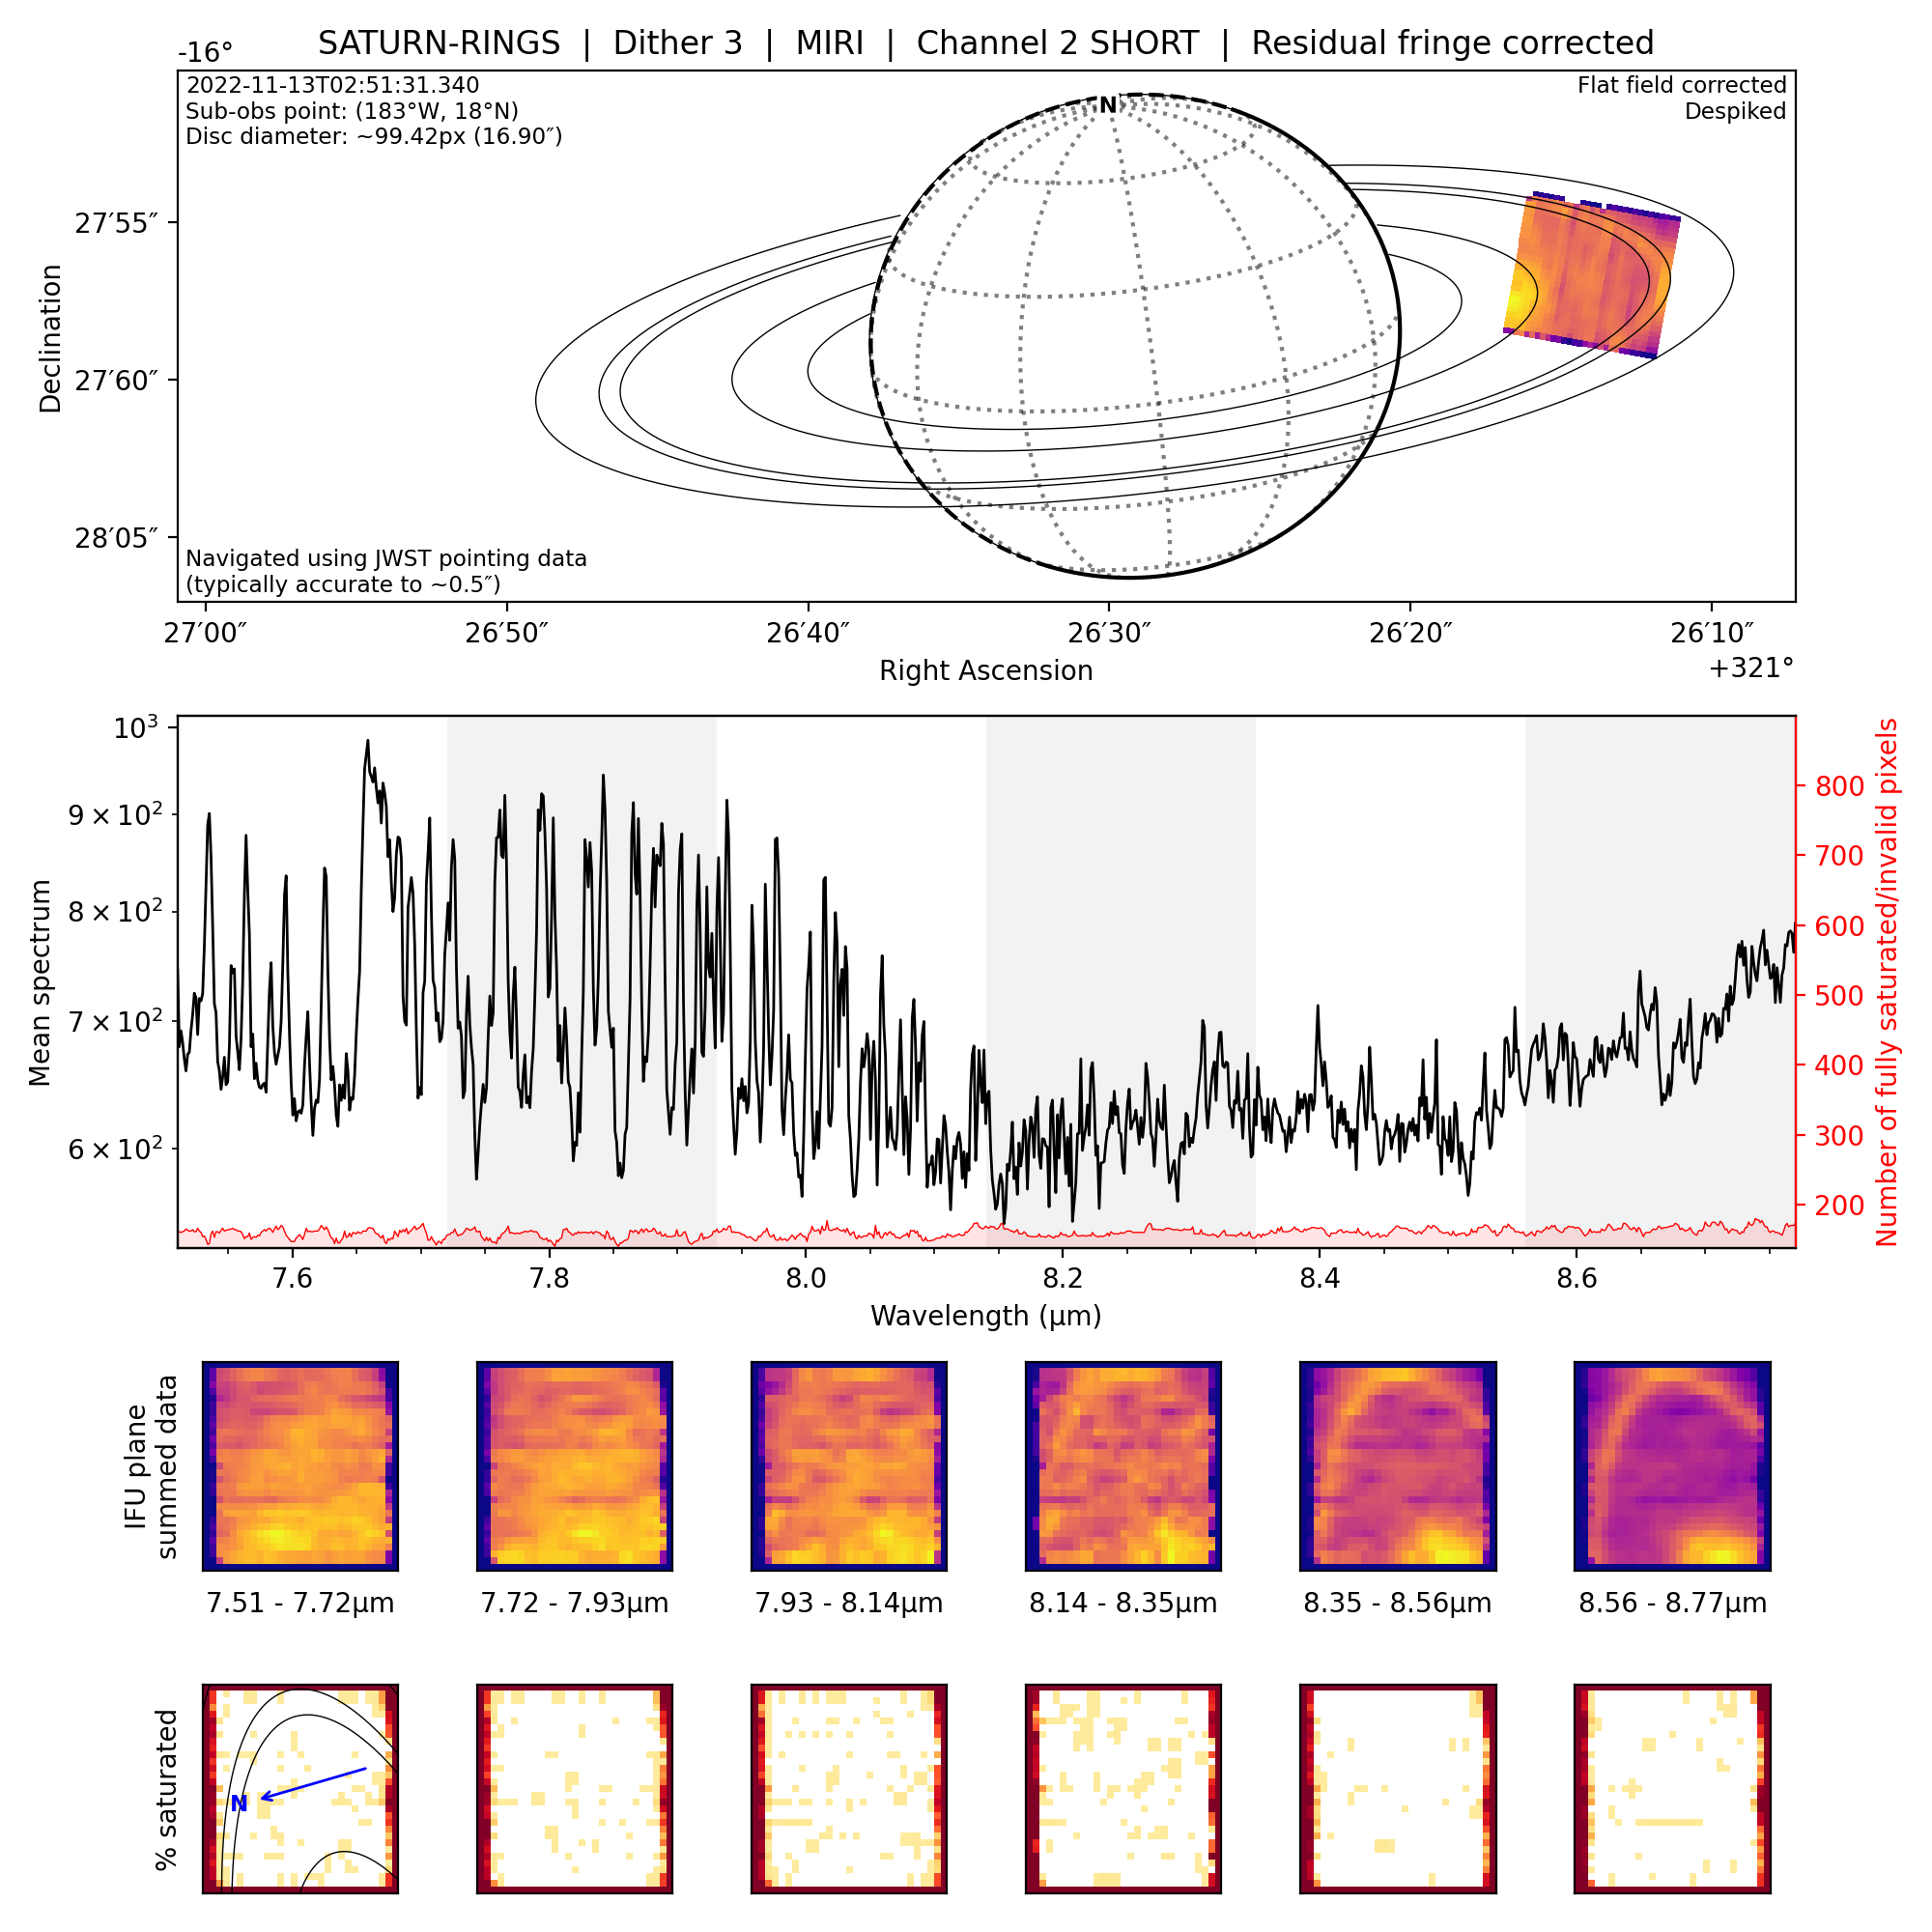 SATURN-RINGS | Dither 3 | MIRI | Channel 2 SHORT | Residual fringe corrected
-16°
2022-11-13T02:51:31.340
Sub-obs point: (183°W, 18°N)
Disc diameter: ~99.42px (16.90″)
Flat field corrected
Despiked
N
Declination
27′55″
27′60″
28′05″
Navigated using JWST pointing data
(typically accurate to ~0.5″)
27′00″ 26′50″ 26′40″ 26′30″ 26′20″ 26′10″
Right Ascension
+321°
Mean spectrum
10³
9 × 10²
8 × 10²
7 × 10²
6 × 10²
800
700
600
500
400
300
200
Number of fully saturated/invalid pixels
7.6 7.8 8.0 8.2 8.4 8.6
Wavelength (µm)
IFU plane
summed data
7.51 - 7.72µm 7.72 - 7.93µm 7.93 - 8.14µm 8.14 - 8.35µm 8.35 - 8.56µm 8.56 - 8.77µm
% saturated
N